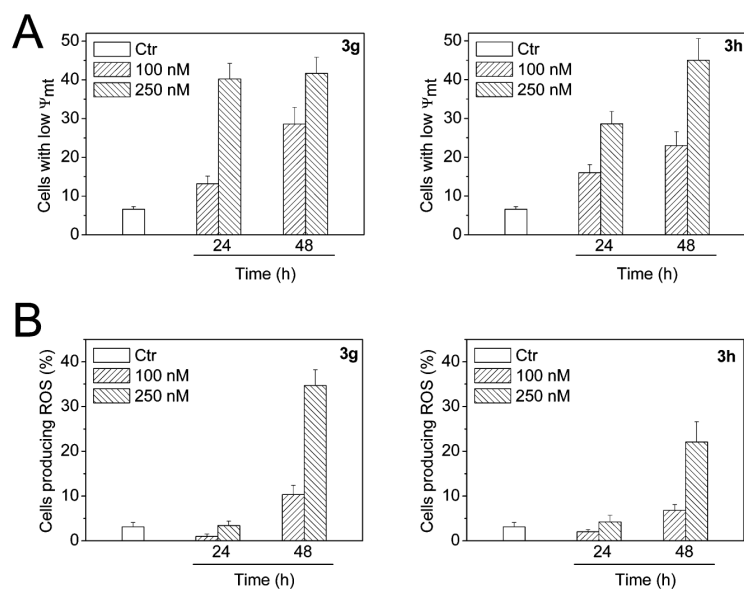 A
3g
Ctr
100 nM
250 nM
Cells with low Ψmt
50
40
30
20
10
0
24
48
Time (h)
3h
Ctr
100 nM
250 nM
Cells with low Ψmt
50
40
30
20
10
0
24
48
Time (h)
B
3g
Ctr
100 nM
250 nM
Cells producing ROS (%)
40
30
20
10
0
24
48
Time (h)
3h
Ctr
100 nM
250 nM
Cells producing ROS (%)
40
30
20
10
0
24
48
Time (h)